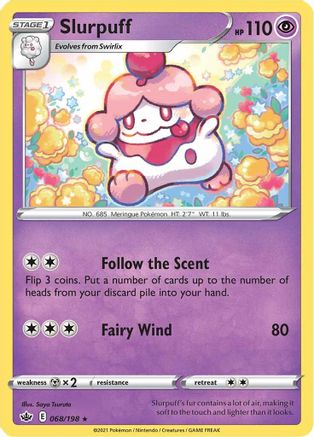 STAGE 1 Slurpuff HP 110
Evolves from Swirlix
NO. 685 Meringue Pokémon HT: 2'7" WT: 11 lbs.
Follow the Scent
Flip 3 coins. Put a number of cards up to the number of
heads from your discard pile into your hand.
Fairy Wind 80
weakness ×2 resistance retreat
Illus. Saya Tsuruta
Slurpuff's fur contains a lot of air, making it
soft to the touch and lighter than it looks.
E 068/198 ★
©2021 Pokémon / Nintendo / Creatures / GAME FREAK